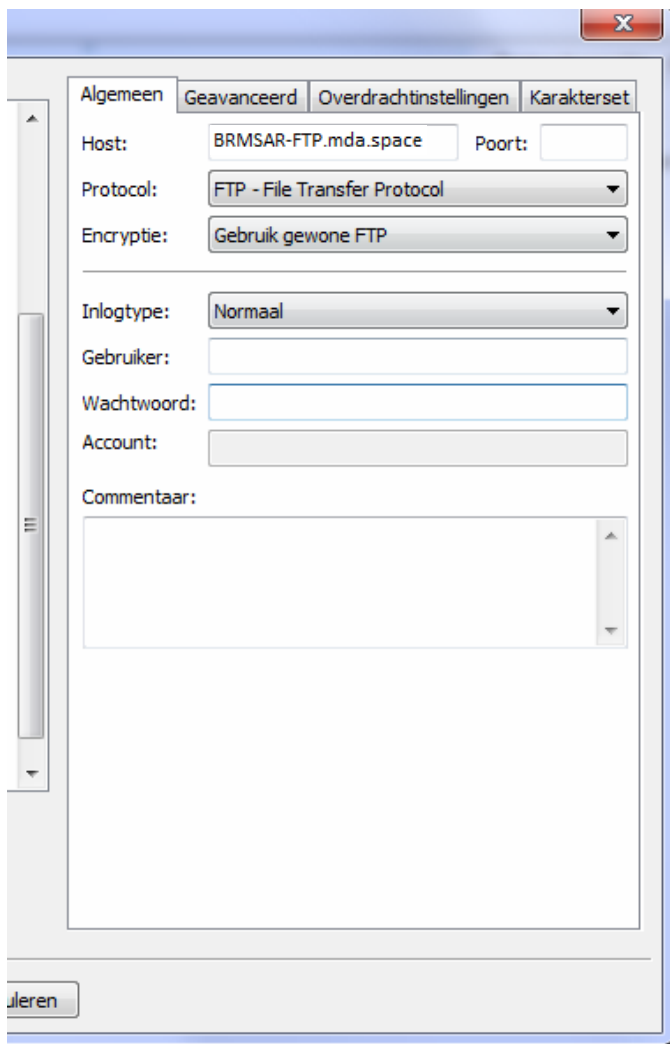 Algemeen Geavanceerd Overdrachtinstellingen Karakterset
Host: BRMSAR-FTP.mda.space Poort:
Protocol: FTP - File Transfer Protocol
Encryptie: Gebruik gewone FTP
Inlogtype: Normaal
Gebruiker:
Wachtwoord:
Account:
Commentaar:
uleren